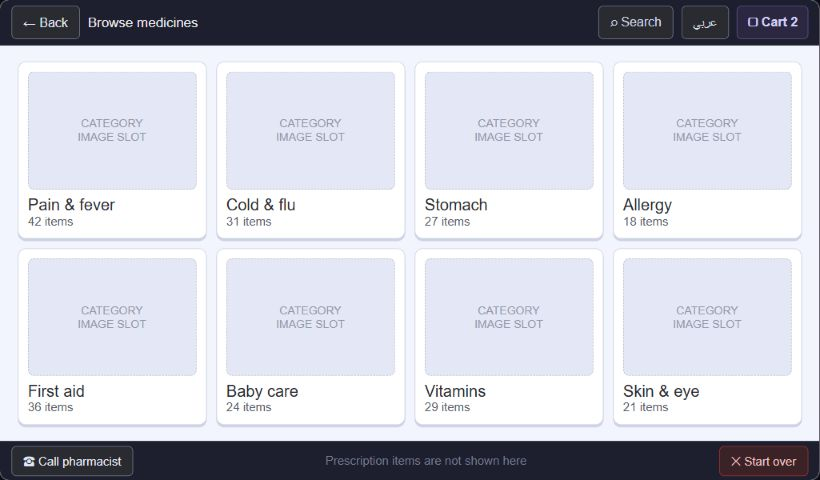 ← Back
Browse medicines
⌕ Search
عربي
▢ Cart 2
CATEGORY
IMAGE SLOT
Pain & fever
42 items
CATEGORY
IMAGE SLOT
Cold & flu
31 items
CATEGORY
IMAGE SLOT
Stomach
27 items
CATEGORY
IMAGE SLOT
Allergy
18 items
CATEGORY
IMAGE SLOT
First aid
36 items
CATEGORY
IMAGE SLOT
Baby care
24 items
CATEGORY
IMAGE SLOT
Vitamins
29 items
CATEGORY
IMAGE SLOT
Skin & eye
21 items
☎ Call pharmacist
Prescription items are not shown here
✕ Start over